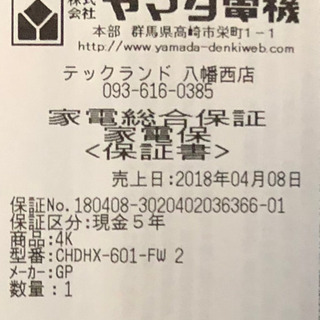 株式会社 ヤマダ電機
本部 群馬県高崎市栄町1-1
http://www.yamada-denkiweb.com/
テックランド 八幡西店
093-616-0385
家電総合保証
家電保
<保証書>
売上日:2018年04月08日
保証No.180408-3020402036366-01
保証区分:現金5年
商品:4K
型番:CHDHX-601-FW 2
メーカー:GP
数量:1